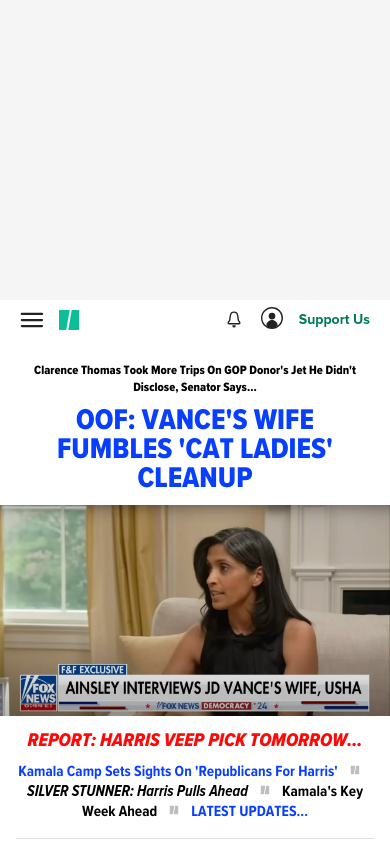 Support Us
Clarence Thomas Took More Trips On GOP Donor's Jet He Didn't
Disclose, Senator Says...
OOF: VANCE'S WIFE
FUMBLES 'CAT LADIES'
CLEANUP
F&F EXCLUSIVE
FOX
NEWS
CHANNEL
AINSLEY INTERVIEWS JD VANCE'S WIFE, USHA
FOX NEWS DEMOCRACY '24
REPORT: HARRIS VEEP PICK TOMORROW...
Kamala Camp Sets Sights On 'Republicans For Harris'
SILVER STUNNER: Harris Pulls Ahead Kamala's Key
Week Ahead LATEST UPDATES...